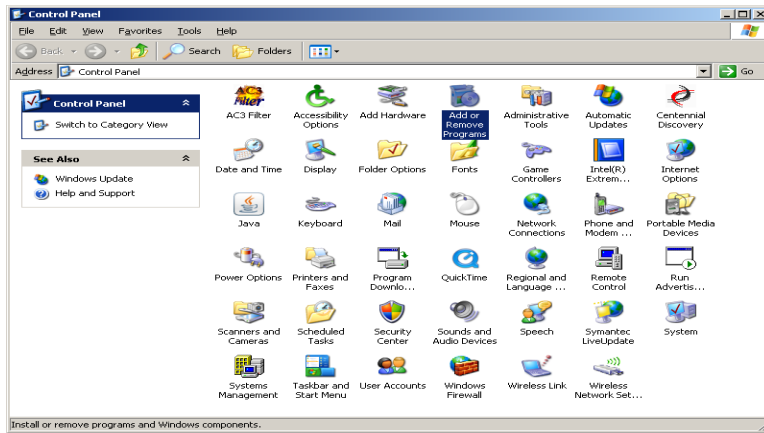 Control Panel
File Edit View Favorites Tools Help
Back Search Folders
Address Control Panel Go
Control Panel
Switch to Category View
See Also
Windows Update
Help and Support
AC3 Filter
AC3 Filter Accessibility Options Add Hardware Add or Remove Programs Administrative Tools Automatic Updates Centennial Discovery
Date and Time Display Folder Options Fonts Game Controllers Intel(R) Extrem... Internet Options
Java Keyboard Mail Mouse Network Connections Phone and Modem ... Portable Media Devices
Power Options Printers and Faxes Program Downlo... QuickTime Regional and Language ... Remote Control Run Advertis...
Scanners and Cameras Scheduled Tasks Security Center Sounds and Audio Devices Speech Symantec LiveUpdate System
Systems Management Taskbar and Start Menu User Accounts Windows Firewall Wireless Link Wireless Network Set...
Install or remove programs and Windows components.